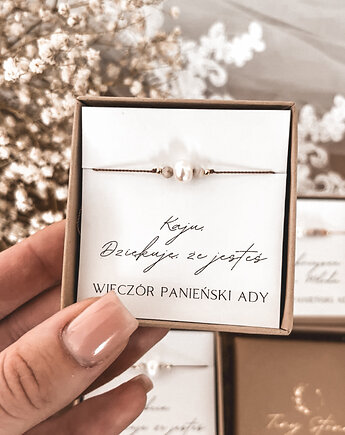 Kaju,
Dziękuję, że jesteś
WIECZÓR PANIEŃSKI ADY